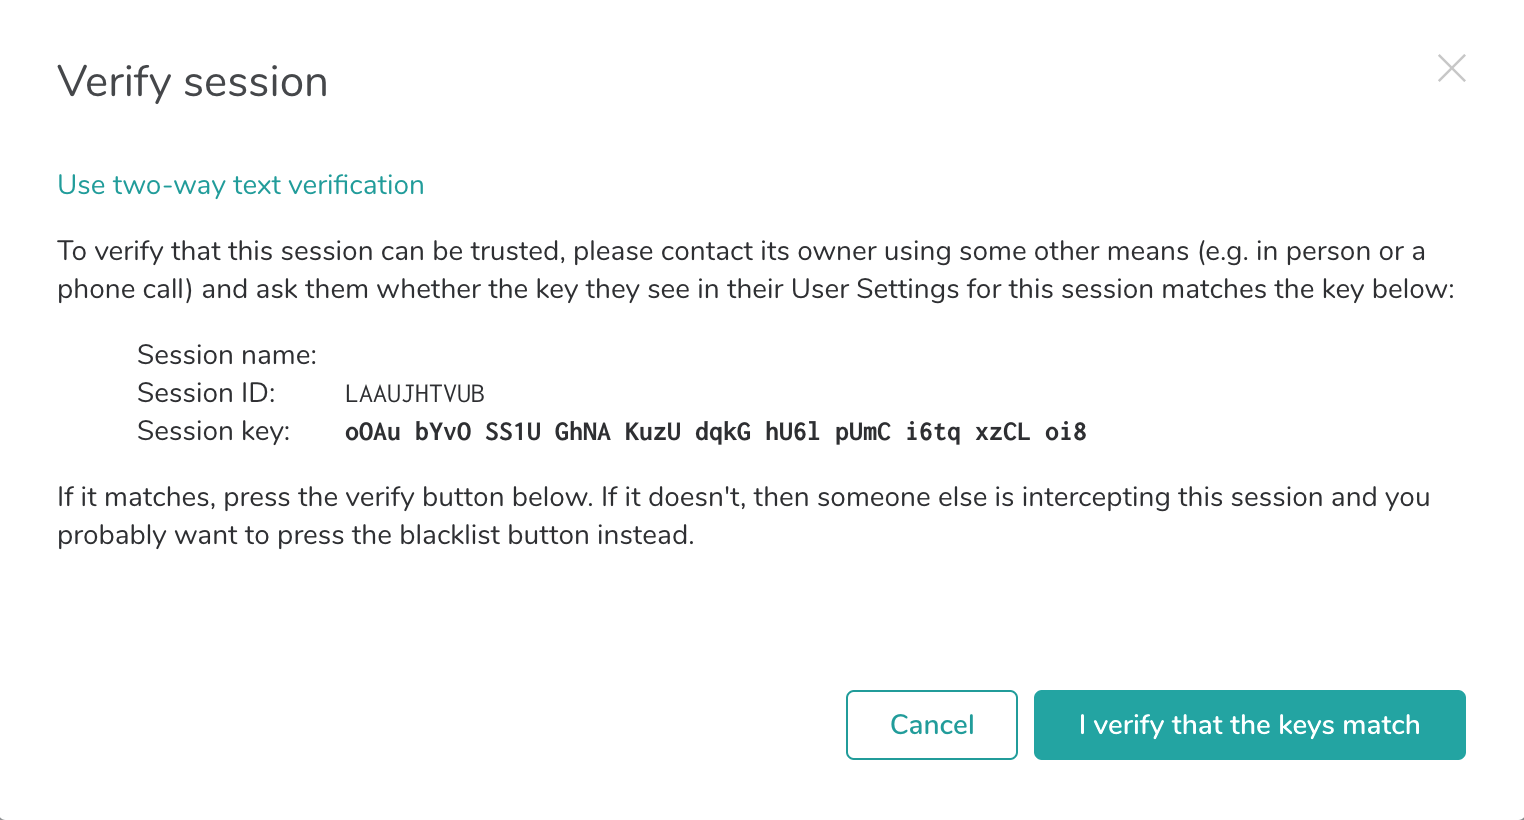 Verify session
Use two-way text verification
To verify that this session can be trusted, please contact its owner using some other means (e.g. in person or a
phone call) and ask them whether the key they see in their User Settings for this session matches the key below:
Session name:
Session ID: LAAUJHTVUB
Session key: oOAu bYvO SS1U GhNA KuzU dqkG hU6l pUmC i6tq xzCL oi8
If it matches, press the verify button below. If it doesn't, then someone else is intercepting this session and you
probably want to press the blacklist button instead.
Cancel I verify that the keys match